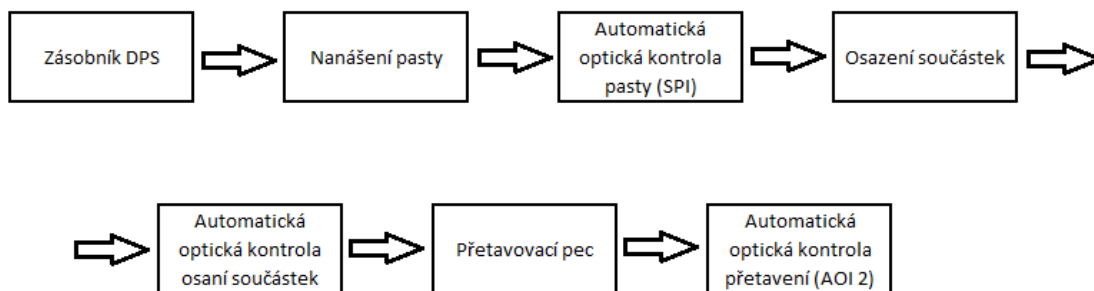 Zásobník DPS
Nanášení pasty
Automatická
optická kontrola
pasty (SPI)
Osazení součástek
Automatická
optická kontrola
osaní součástek
Přetavovací pec
Automatická
optická kontrola
přetavení (AOI 2)